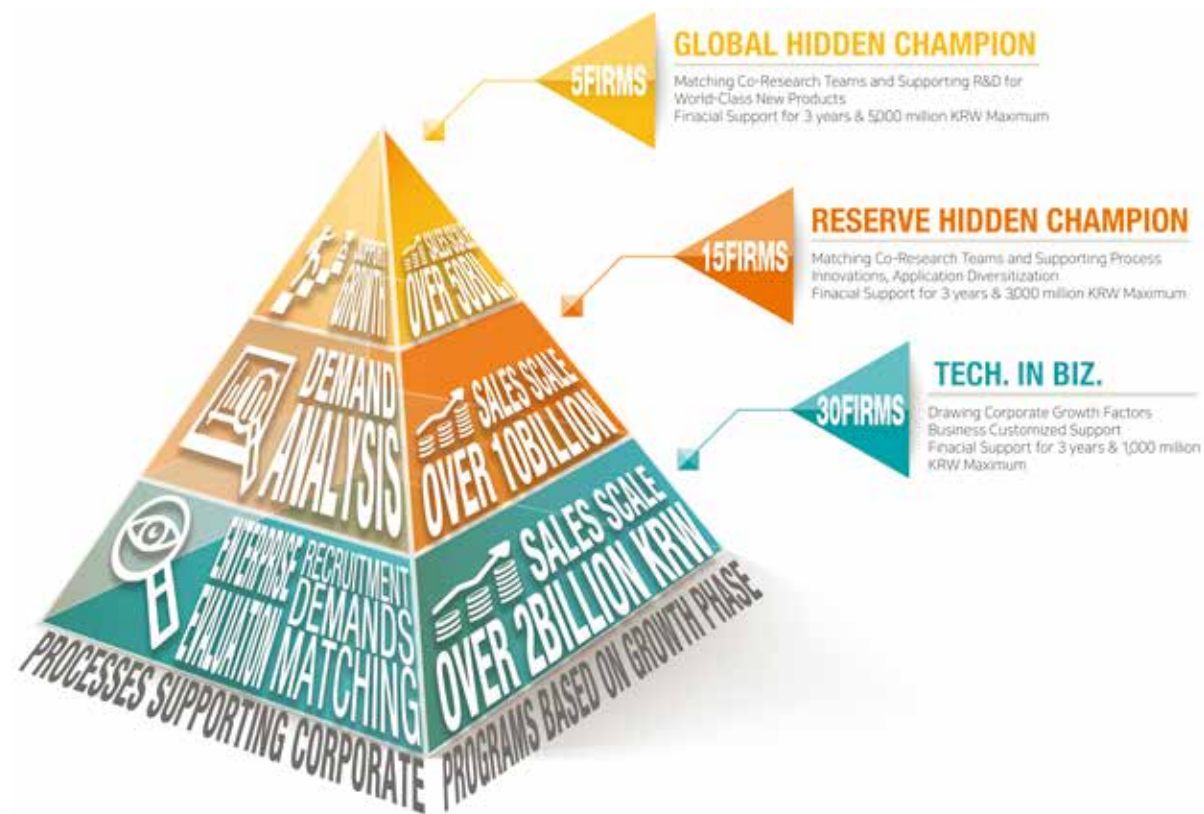 GLOBAL HIDDEN CHAMPION
5FIRMS
Matching Co-Research Teams and Supporting R&D for
World-Class New Products
Finacial Support for 3 years & 5,000 million KRW Maximum
RESERVE HIDDEN CHAMPION
15FIRMS
Matching Co-Research Teams and Supporting Process
Innovations, Application Diversitization
Finacial Support for 3 years & 3,000 million KRW Maximum
TECH. IN BIZ.
30FIRMS
Drawing Corporate Growth Factors
Business Customized Support
Finacial Support for 3 years & 1,000 million
KRW Maximum
GROWTH
SALES SCALE
OVER 50BIL
DEMAND
ANALYSIS
SALES SCALE
OVER 10BILLION
ENTERPRISE RECRUITMENT
DEMANDS
EVALUATION MATCHING
SALES SCALE
OVER 2BILLION KRW
PROCESSES SUPPORTING CORPORATE
PROGRAMS BASED ON GROWTH PHASE